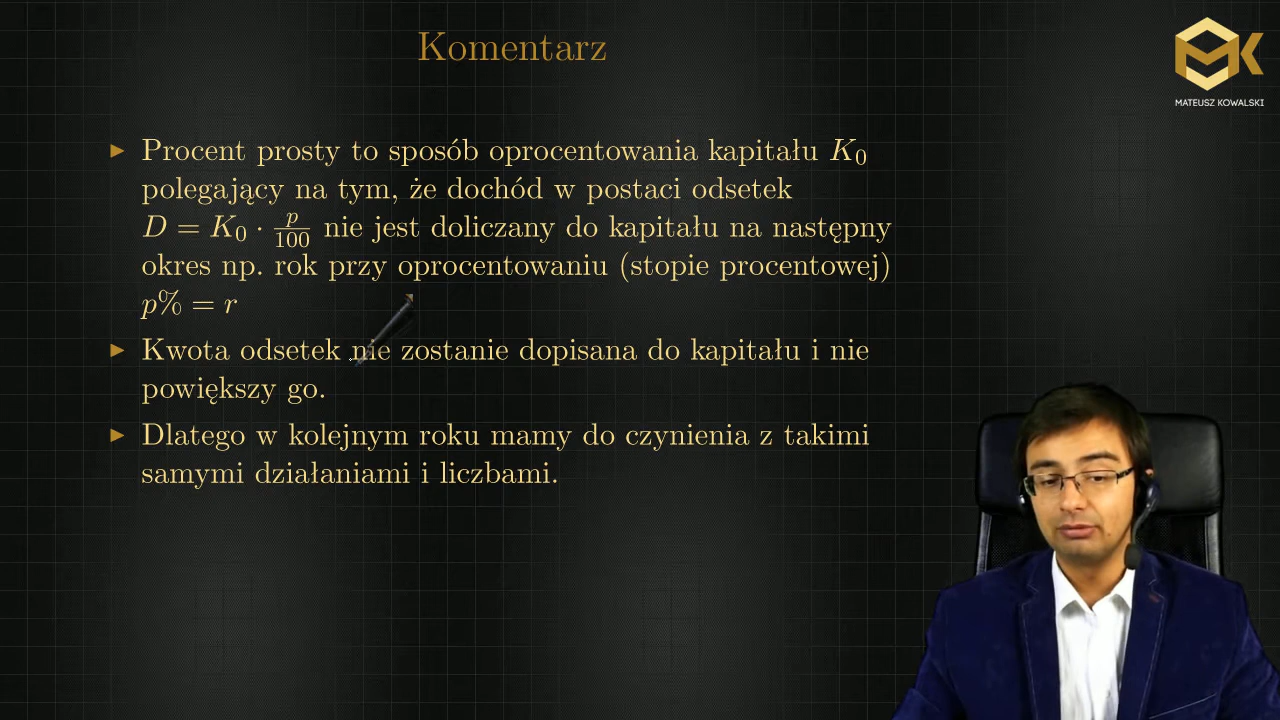 Komentarz
MATEUSZ KOWALSKI
▶ Procent prosty to sposób oprocentowania kapitału K₀
polegający na tym, że dochód w postaci odsetek
D = K₀ · p/100 nie jest doliczany do kapitału na następny
okres np. rok przy oprocentowaniu (stopie procentowej)
p% = r
▶ Kwota odsetek nie zostanie dopisana do kapitału i nie
powiększy go.
▶ Dlatego w kolejnym roku mamy do czynienia z takimi
samymi działaniami i liczbami.